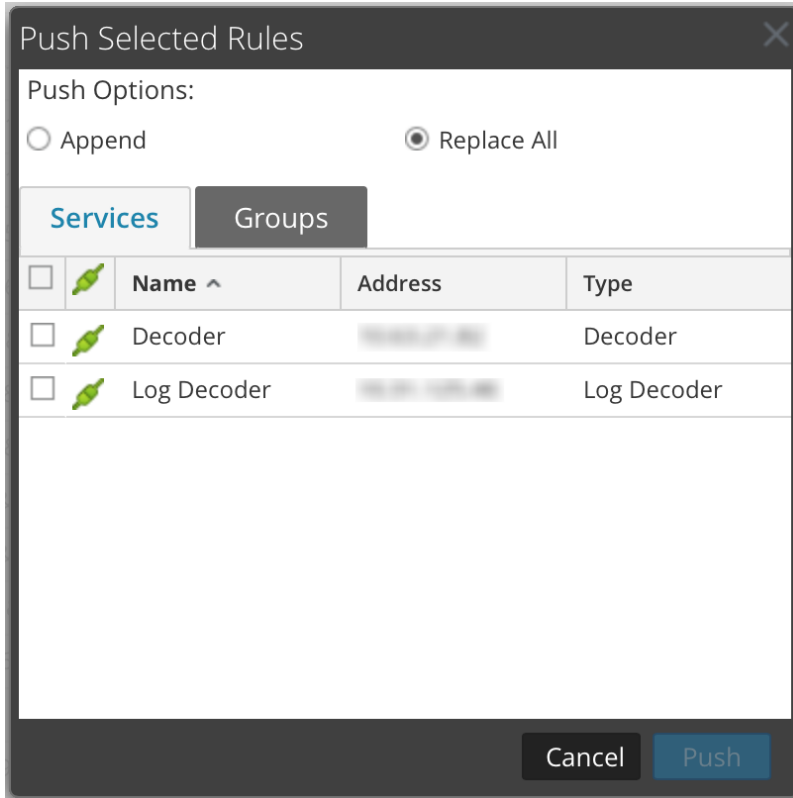 Push Selected Rules
Push Options:
Append Replace All
Services Groups
Name Address Type
Decoder Decoder
Log Decoder Log Decoder
Cancel Push